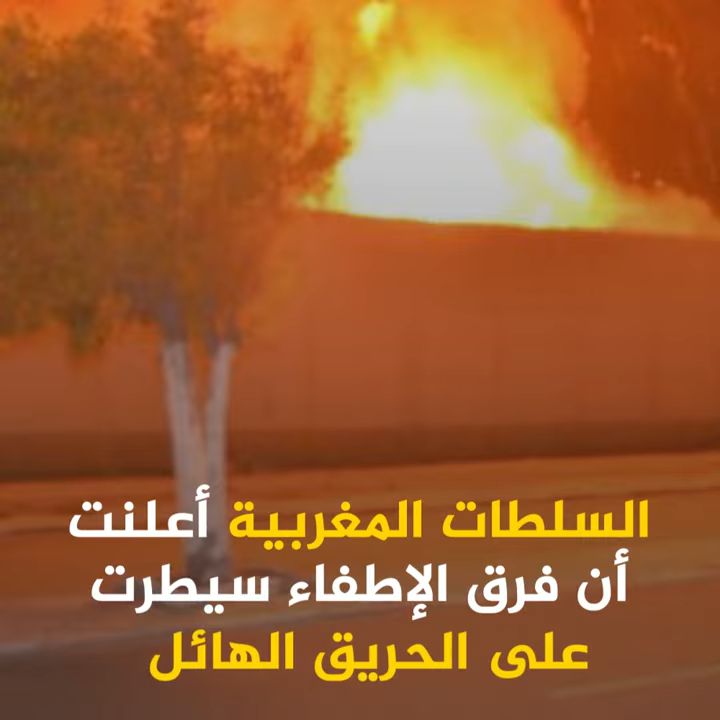 السلطات المغربية أعلنت
أن فرق الإطفاء سيطرت
على الحريق الهائل